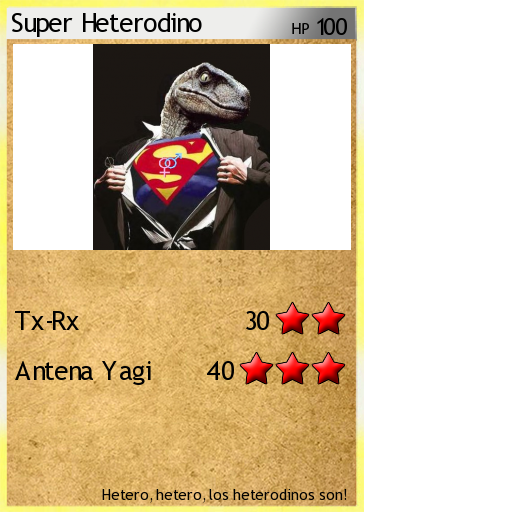 Super Heterodino HP 100
Tx-Rx 30
Antena Yagi 40
Hetero, hetero, los heterodinos son!